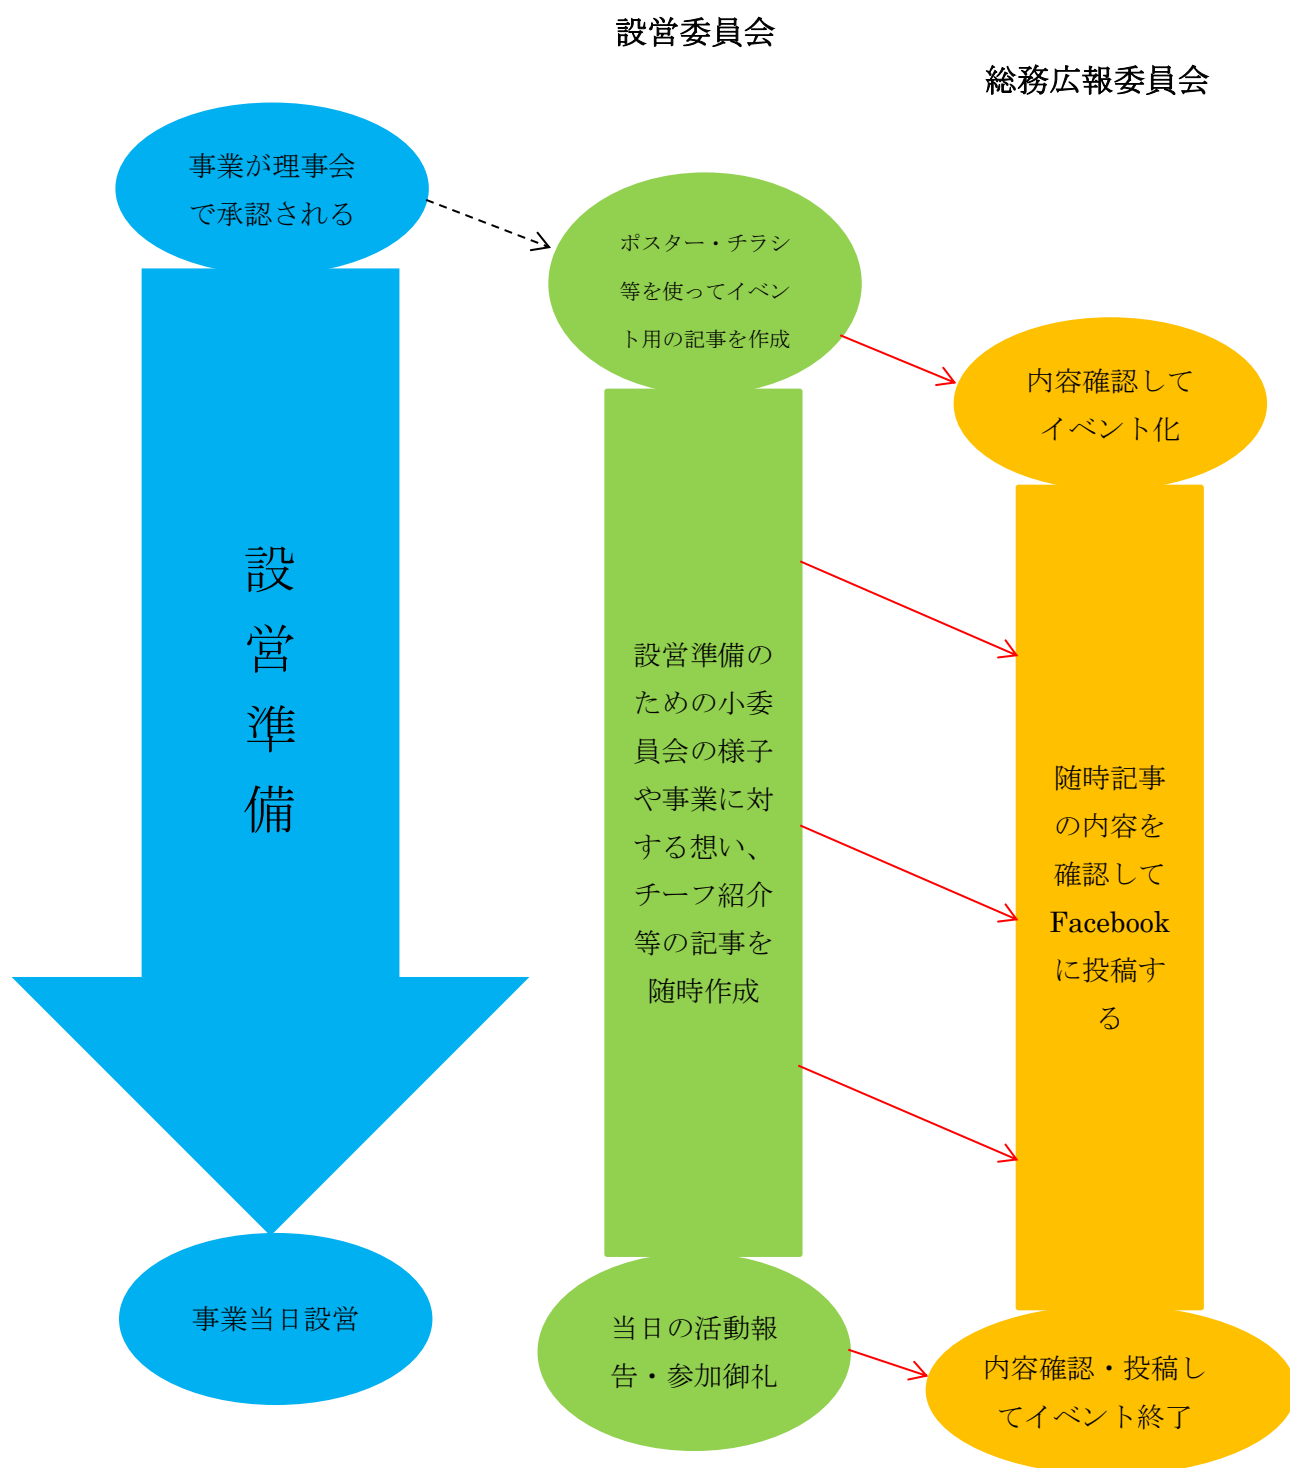 設営委員会
総務広報委員会
事業が理事会
で承認される
ポスター・チラシ
等を使ってイベン
ト用の記事を作成
内容確認して
イベント化
設
営
準
備
設営準備の
ための小委
員会の様子
や事業に対
する想い、
チーフ紹介
等の記事を
随時作成
随時記事
の内容を
確認して
Facebook
に投稿す
る
事業当日設営
当日の活動報
告・参加御礼
内容確認・投稿し
てイベント終了